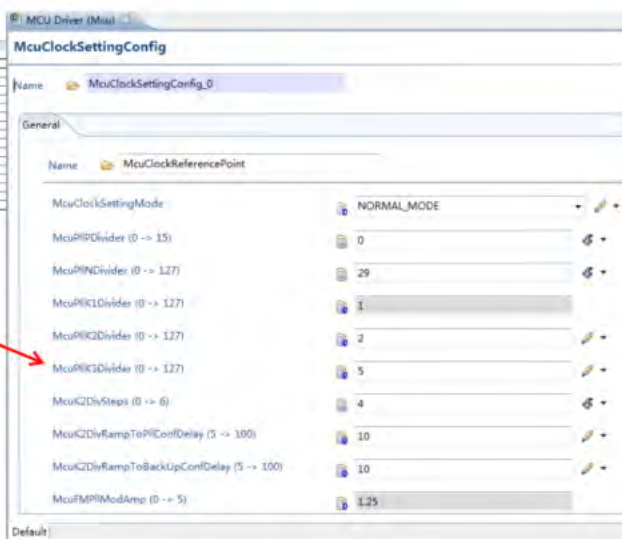 MCU Driver (Mcu)
McuClockSettingConfig
Name McuClockSettingConfig_0
General
Name McuClockReferencePoint
McuClockSettingMode NORMAL_MODE
McuPllPDivider (0 -> 15) 0
McuPllNDivider (0 -> 127) 29
McuPllK1Divider (0 -> 127) 1
McuPllK2Divider (0 -> 127) 2
McuPllK3Divider (0 -> 127) 5
McuK2DivSteps (0 -> 6) 4
McuK2DivRampToPllConfDelay (5 -> 100) 10
McuK2DivRampToBackUpConfDelay (5 -> 100) 10
McuFMPllModAmp (0 -> 5) 1.25
Default